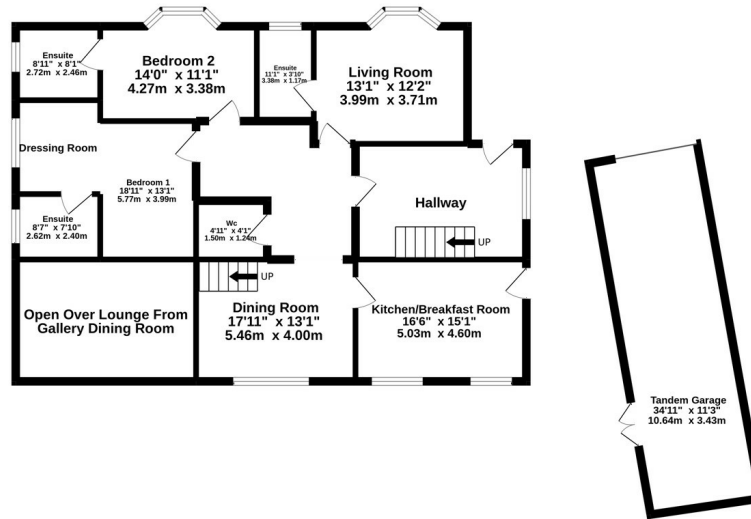 Ensuite
8'11" x 8'1"
2.72m x 2.46m
Bedroom 2
14'0" x 11'1"
4.27m x 3.38m
Ensuite
11'1" x 3'10"
3.38m x 1.17m
Living Room
13'1" x 12'2"
3.99m x 3.71m
Dressing Room
Bedroom 1
18'11" x 13'1"
5.77m x 3.99m
Ensuite
8'7" x 7'10"
2.62m x 2.40m
Wc
4'11" x 4'1"
1.50m x 1.24m
Hallway
UP
Open Over Lounge From
Gallery Dining Room
UP
Dining Room
17'11" x 13'1"
5.46m x 4.00m
Kitchen/Breakfast Room
16'6" x 15'1"
5.03m x 4.60m
Tandem Garage
34'11" x 11'3"
10.64m x 3.43m